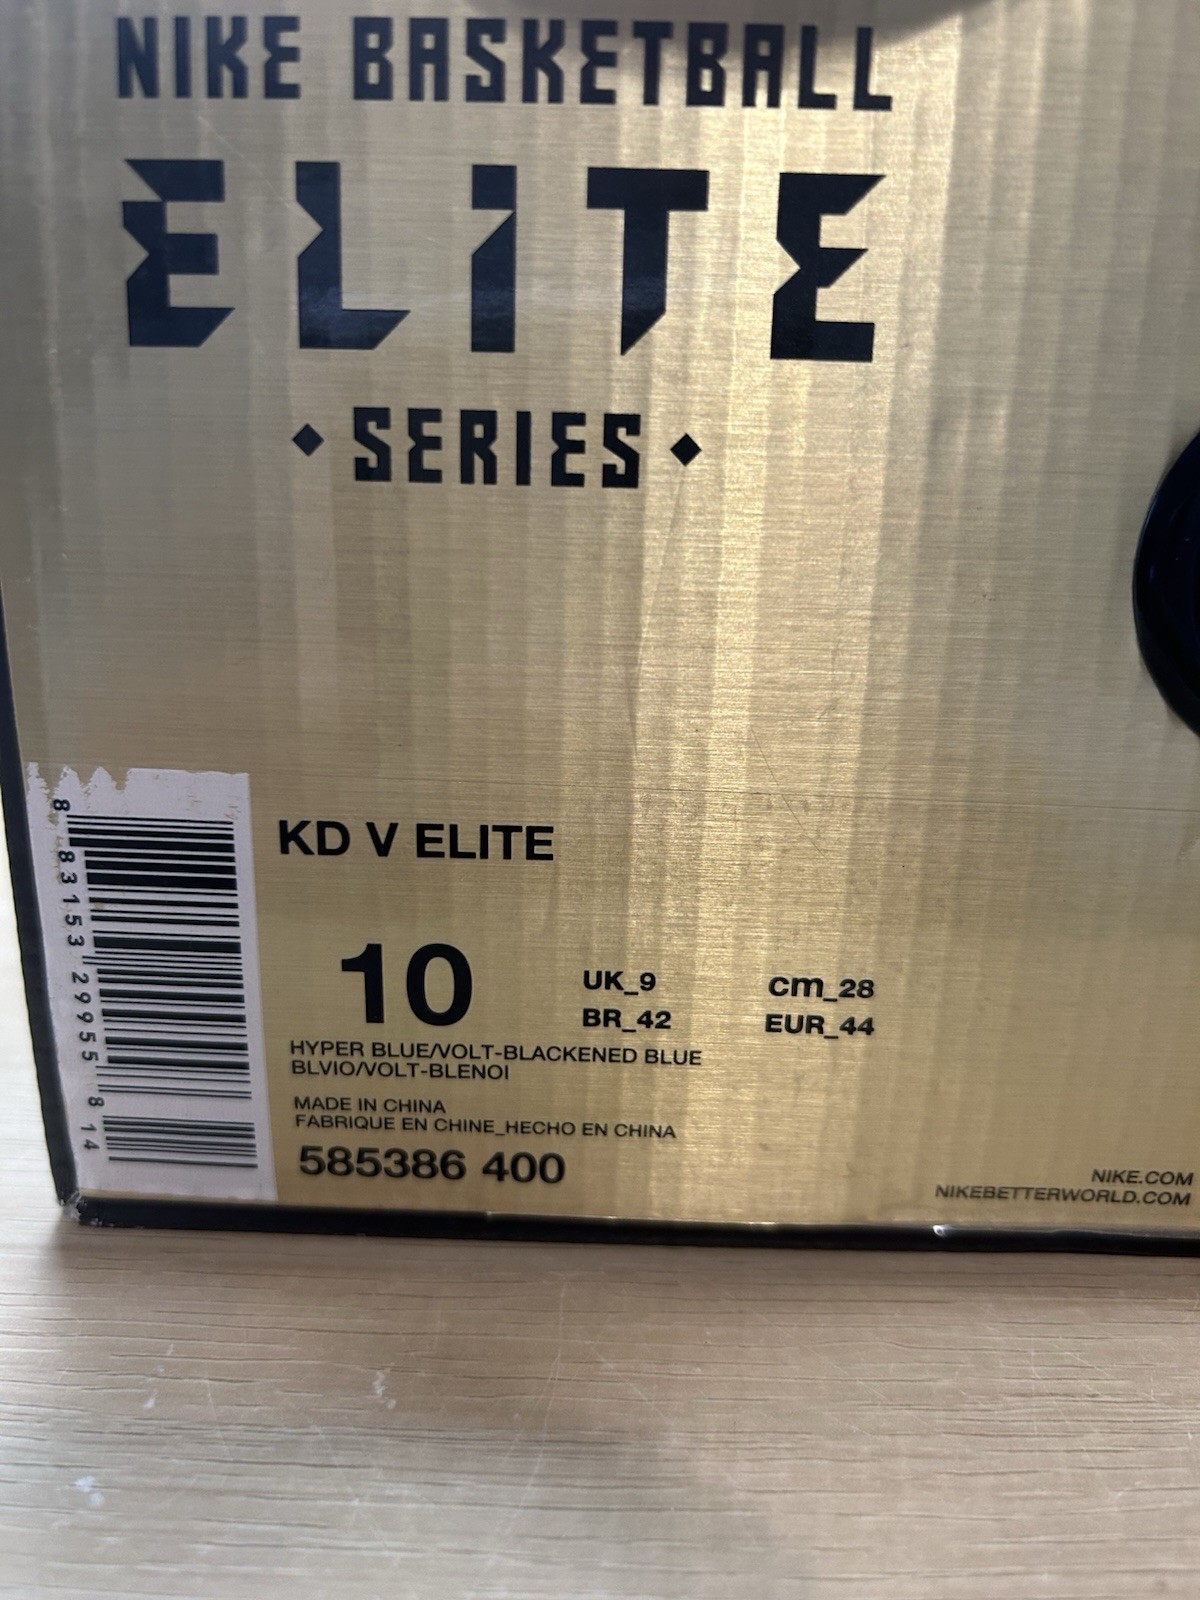 NIKE BASKETBALL
ELITE
SERIES
KD V ELITE
10
UK_9
cm_28
BR_42
EUR_44
HYPER BLUE/VOLT-BLACKENED BLUE
BLVIO/VOLT-BLENOI
MADE IN CHINA
FABRIQUE EN CHINE_HECHO EN CHINA
585386 400
8 83153 29955 8 14
NIKE.COM
NIKEBETTERWORLD.COM